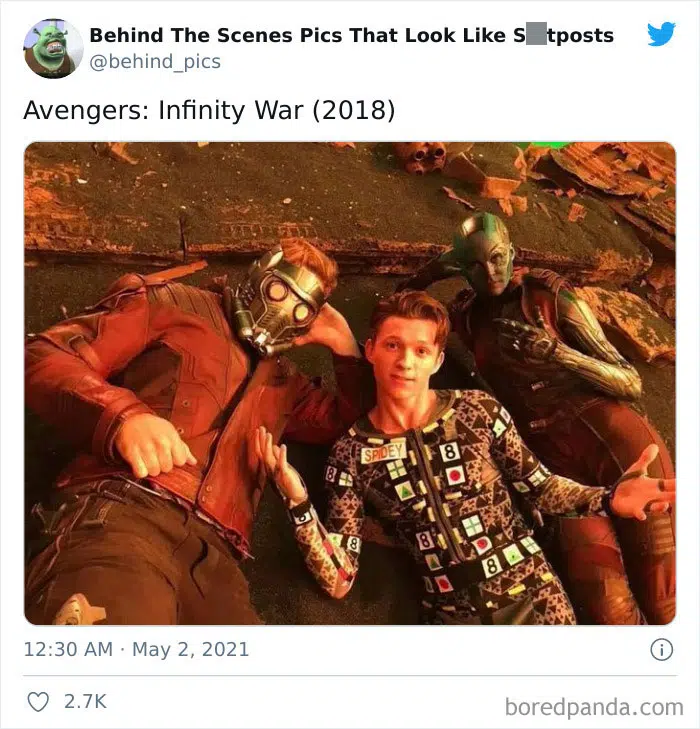 Behind The Scenes Pics That Look Like S tposts
@behind_pics
Avengers: Infinity War (2018)
SPIDEY
8
8
8
8
8
8
12:30 AM · May 2, 2021
2.7K
boredpanda.com